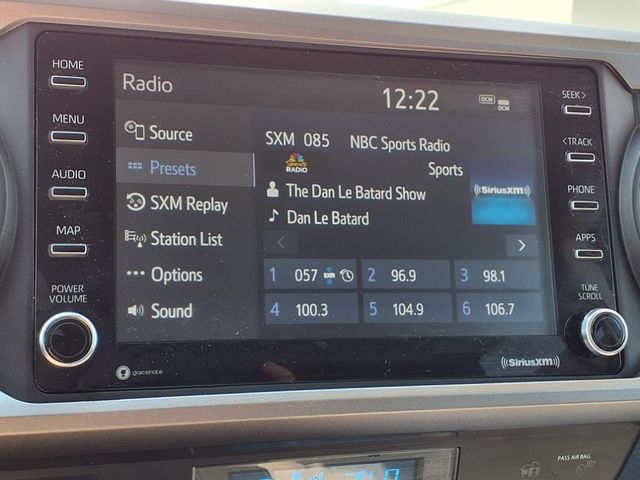 HOME
MENU
AUDIO
MAP
POWER
VOLUME
Radio
12:22
DCM
DCM
Source
Presets
SXM Replay
Station List
Options
Sound
SXM 085 NBC Sports Radio
Sports
RADIO
Sports
The Dan Le Batard Show
Dan Le Batard
((SiriusXM))
1 057
2 96.9
3 98.1
4 100.3
5 104.9
6 106.7
SEEK >
< TRACK
PHONE
APPS
TUNE
SCROLL
gracenote
((SiriusXM))
PASS AIR BAG